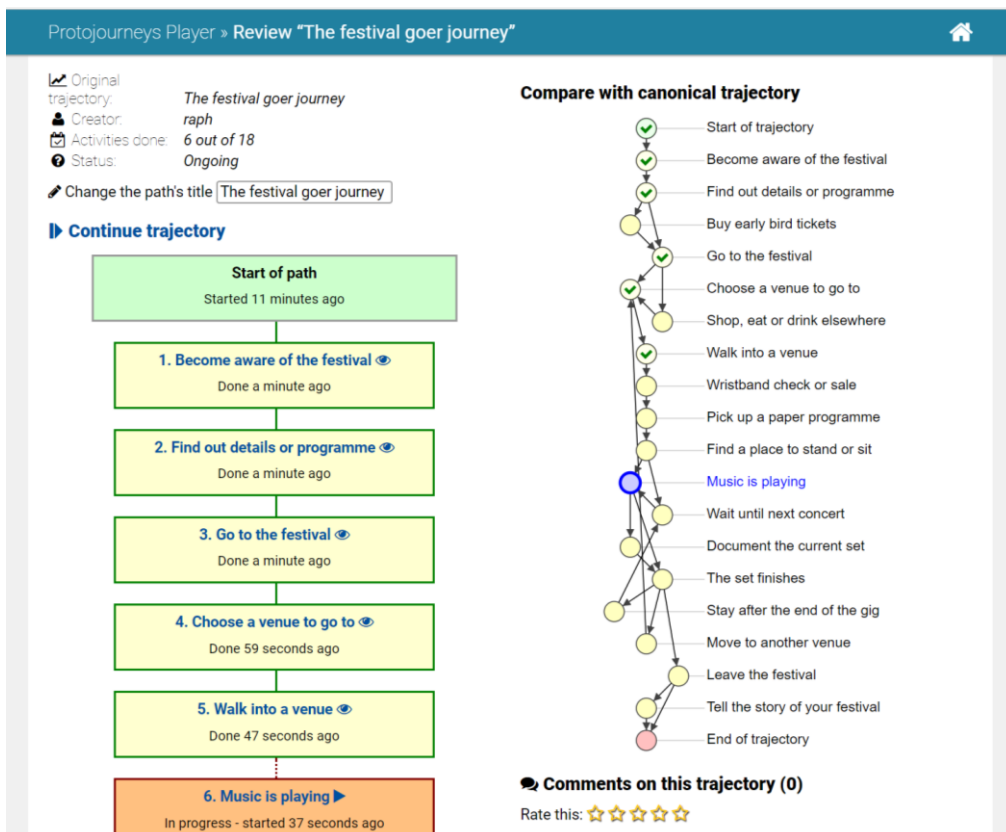 Protojourneys Player » Review “The festival goer journey”
Original trajectory: The festival goer journey
Creator: raph
Activities done: 6 out of 18
Status: Ongoing
Change the path's title The festival goer journey
Continue trajectory
Start of path
Started 11 minutes ago
1. Become aware of the festival
Done a minute ago
2. Find out details or programme
Done a minute ago
3. Go to the festival
Done a minute ago
4. Choose a venue to go to
Done 59 seconds ago
5. Walk into a venue
Done 47 seconds ago
6. Music is playing
In progress - started 37 seconds ago
Compare with canonical trajectory
Start of trajectory
Become aware of the festival
Find out details or programme
Buy early bird tickets
Go to the festival
Choose a venue to go to
Shop, eat or drink elsewhere
Walk into a venue
Wristband check or sale
Pick up a paper programme
Find a place to stand or sit
Music is playing
Wait until next concert
Document the current set
The set finishes
Stay after the end of the gig
Move to another venue
Leave the festival
Tell the story of your festival
End of trajectory
Comments on this trajectory (0)
Rate this: